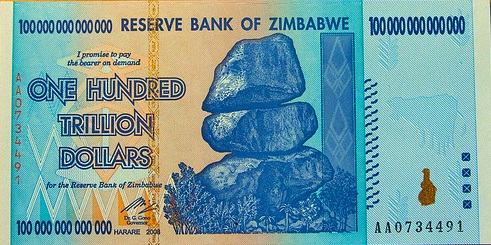 100 000 000 000 000 RESERVE BANK OF ZIMBABWE 100 000 000 000 000
I promise to pay
the bearer on demand
ONE HUNDRED
TRILLION
DOLLARS
for the Reserve Bank of Zimbabwe
Dr. G. Gono
Governor
HARARE 2008
100 000 000 000 000
AA0734491
AA0734491